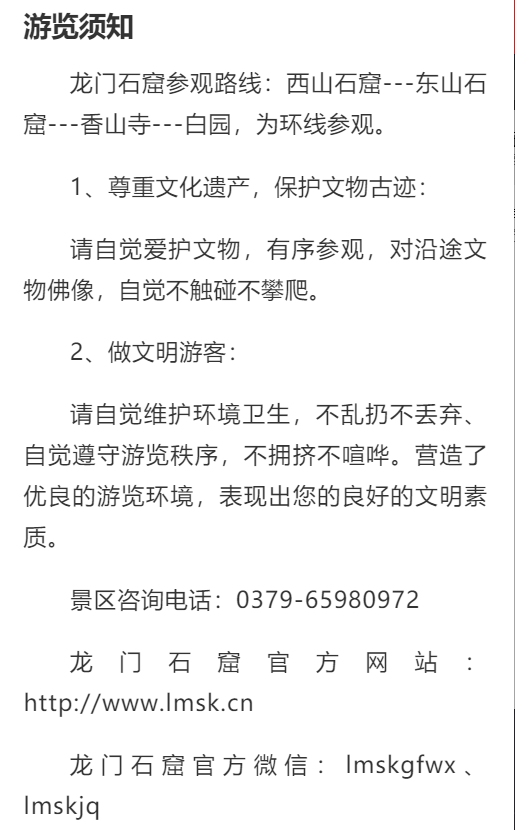 游览须知
龙门石窟参观路线：西山石窟---东山石
窟---香山寺---白园，为环线参观。
1、尊重文化遗产，保护文物古迹：
请自觉爱护文物，有序参观，对沿途文
物佛像，自觉不触碰不攀爬。
2、做文明游客：
请自觉维护环境卫生，不乱扔不丢弃、
自觉遵守游览秩序，不拥挤不喧哗。营造了
优良的游览环境，表现出您的良好的文明素
质。
景区咨询电话：0379-65980972
龙门石窟官方网站：
http://www.lmsk.cn
龙门石窟官方微信：lmskgfwx、
lmskjq